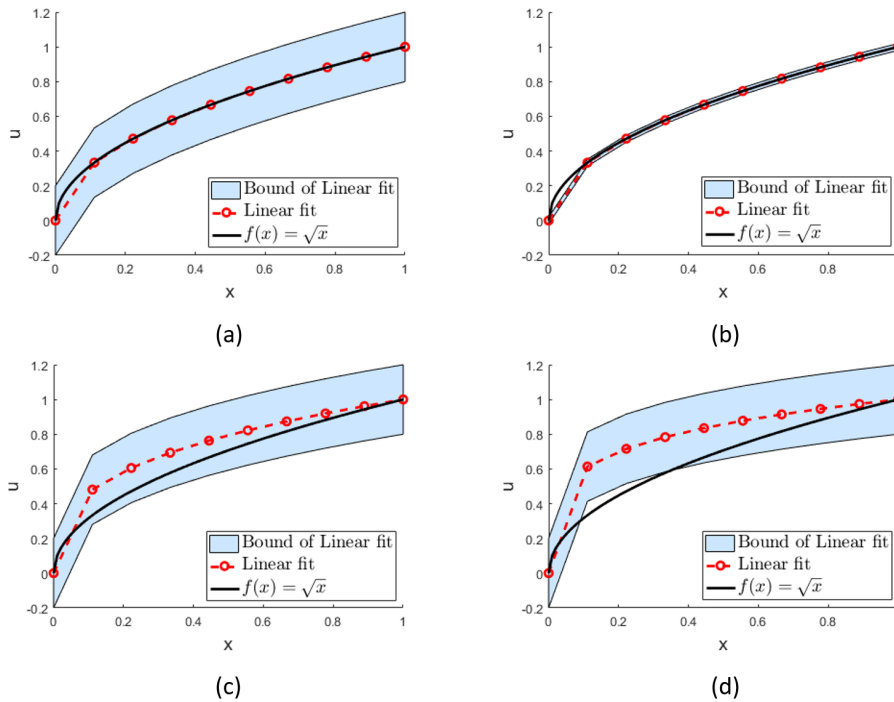 1.2
1
0.8
0.6
0.4
0.2
0
-0.2
u
0 0.2 0.4 0.6 0.8 1
x
Bound of Linear fit
Linear fit
f(x) = √x
(a)
1.2
1
0.8
0.6
0.4
0.2
0
-0.2
u
0 0.2 0.4 0.6 0.8
x
Bound of Linear fit
Linear fit
f(x) = √x
(b)
1.2
1
0.8
0.6
0.4
0.2
0
-0.2
u
0 0.2 0.4 0.6 0.8 1
x
Bound of Linear fit
Linear fit
f(x) = √x
(c)
1.2
1
0.8
0.6
0.4
0.2
0
-0.2
u
0 0.2 0.4 0.6 0.8
x
Bound of Linear fit
Linear fit
f(x) = √x
(d)